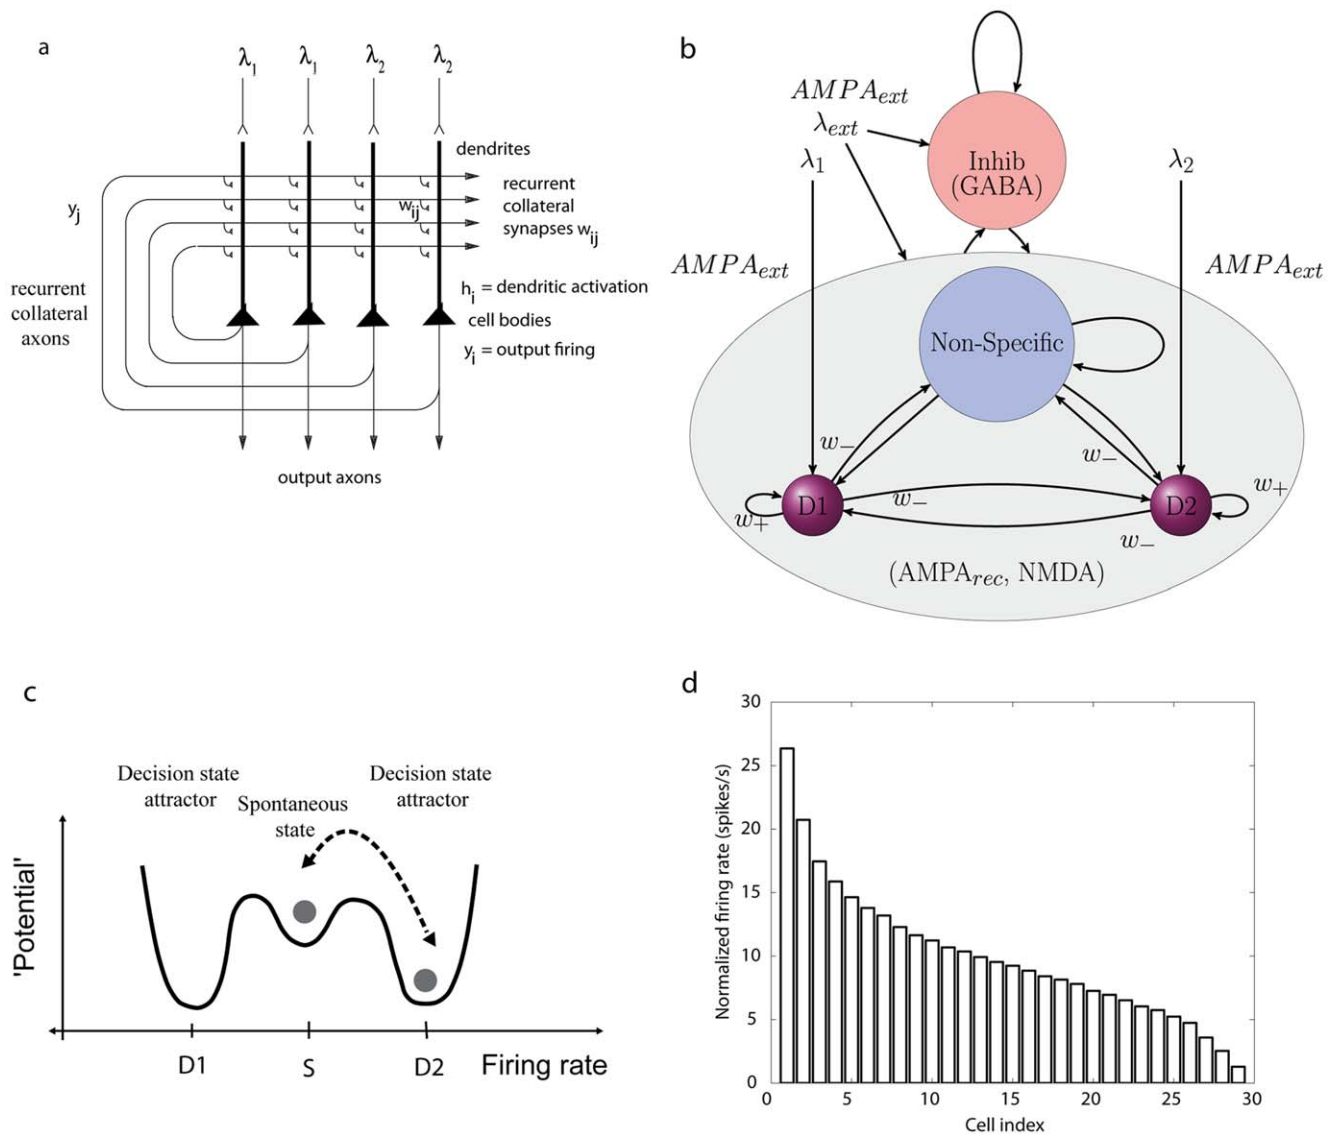 a
λ1 λ1 λ2 λ2
dendrites
recurrent
collateral
synapses wij
wij
yj
recurrent
collateral
axons
hi = dendritic activation
cell bodies
yi = output firing
output axons
b
AMPAext
λext
λ1
λ2
Inhib
(GABA)
AMPAext
AMPAext
Non-Specific
w−
w−
D1
D2
w−
w+
w+
w−
(AMPArec, NMDA)
c
Decision state
attractor
Spontaneous
state
Decision state
attractor
'Potential'
D1 S D2 Firing rate
d
Normalized firing rate (spikes/s)
30
25
20
15
10
5
0
0 5 10 15 20 25 30
Cell index